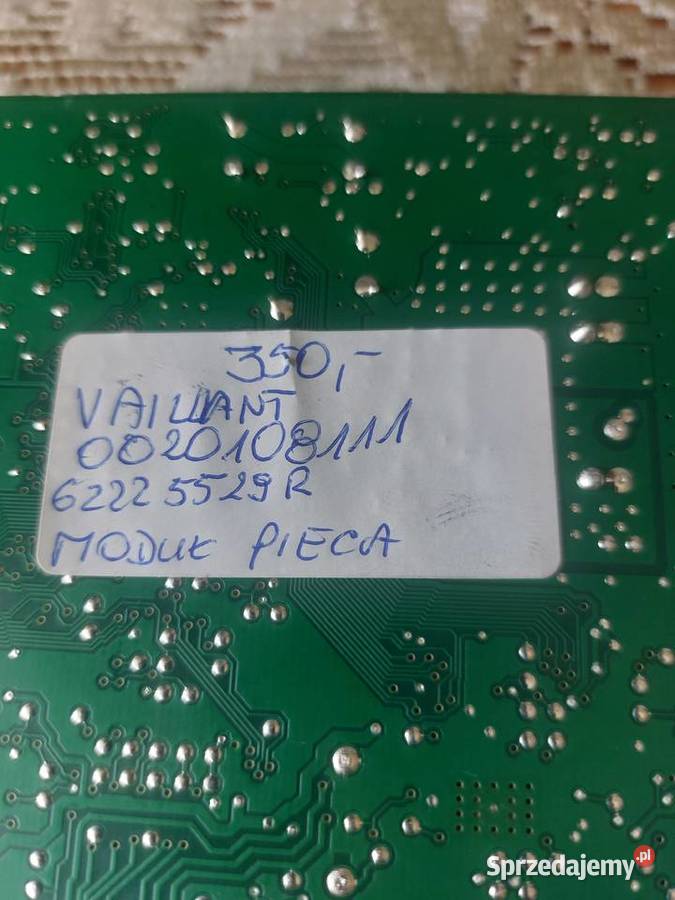 350,-
VAILLANT
0020108111
62225529R
MODUŁ PIECA
Sprzedajemy.pl